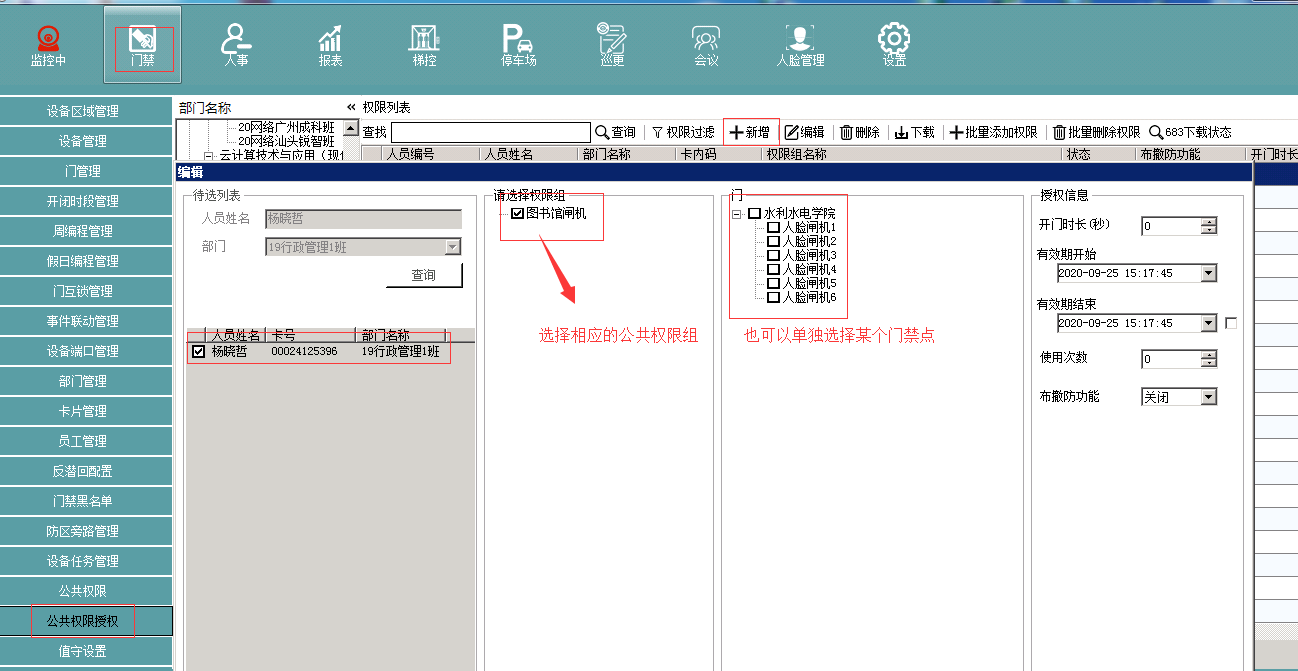 监控中
门禁
人事
报表
梯控
停车场
巡更
会议
人脸管理
设置
设备区域管理
设备管理
门管理
开闭时段管理
周编程管理
假日编程管理
门互锁管理
事件联动管理
设备端口管理
部门管理
卡片管理
员工管理
反潜回配置
门禁黑名单
防区旁路管理
设备任务管理
公共权限
公共权限授权
值守设置
部门名称
«
20网络广州成科班
20网络汕头锐智班
云计算技术与应用（现代
权限列表
查找
查询
权限过滤
新增
编辑
删除
下载
批量添加权限
批量删除权限
683下载状态
人员编号
人员姓名
部门名称
卡内码
权限组名称
状态
布撤防功能
开门时长
编辑
待选列表
人员姓名
杨晓哲
部门
19行政管理1班
查询
人员姓名
卡号
部门名称
杨晓哲
00024125396
19行政管理1班
请选择权限组
图书馆闸机
选择相应的公共权限组
门
水利水电学院
人脸闸机1
人脸闸机2
人脸闸机3
人脸闸机4
人脸闸机5
人脸闸机6
也可以单独选择某个门禁点
授权信息
开门时长(秒)
0
有效期开始
2020-09-25 15:17:45
有效期结束
2020-09-25 15:17:45
使用次数
0
布撤防功能
关闭